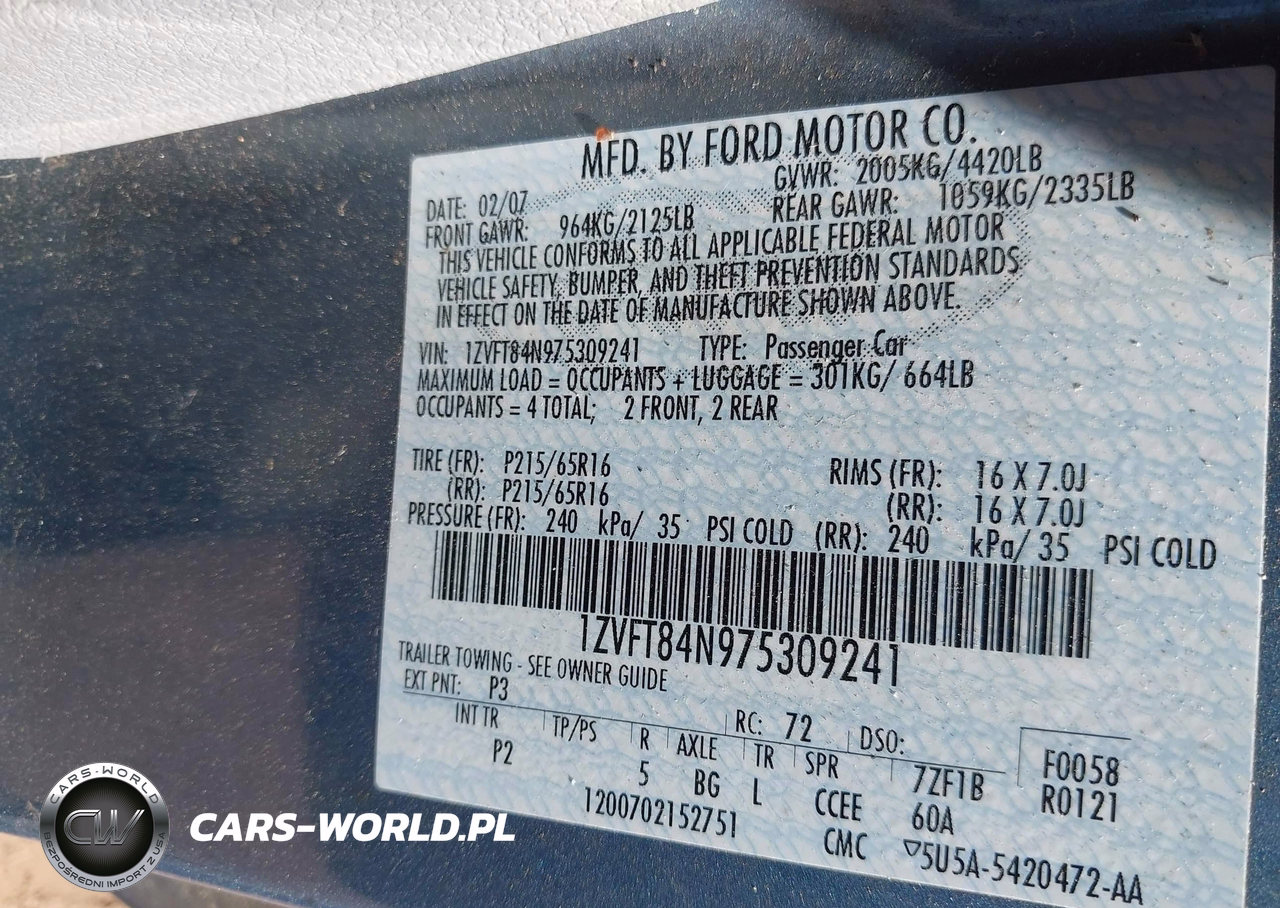 MFD. BY FORD MOTOR CO.
DATE: 02/07 GVWR: 2005KG/4420LB
FRONT GAWR: 964KG/2125LB REAR GAWR: 1059KG/2335LB
THIS VEHICLE CONFORMS TO ALL APPLICABLE FEDERAL MOTOR
VEHICLE SAFETY, BUMPER, AND THEFT PREVENTION STANDARDS
IN EFFECT ON THE DATE OF MANUFACTURE SHOWN ABOVE.
VIN: 1ZVFT84N975309241 TYPE: Passenger Car
MAXIMUM LOAD = OCCUPANTS + LUGGAGE = 301KG/ 664LB
OCCUPANTS = 4 TOTAL; 2 FRONT, 2 REAR
TIRE (FR): P215/65R16 RIMS (FR): 16 X 7.0J
(RR): P215/65R16 (RR): 16 X 7.0J
PRESSURE (FR): 240 kPa/ 35 PSI COLD (RR): 240 kPa/ 35 PSI COLD
1ZVFT84N975309241
TRAILER TOWING - SEE OWNER GUIDE
EXT PNT: P3 RC: 72 DSO: F0058
INT TR TP/PS R AXLE TR SPR 7ZF1B R0121
P2 5 BG L CCEE 60A
1200702152751 CMC ▽5U5A-5420472-AA
CARS-WORLD
CW
BEZPOŚREDNI IMPORT Z USA
CARS-WORLD.PL